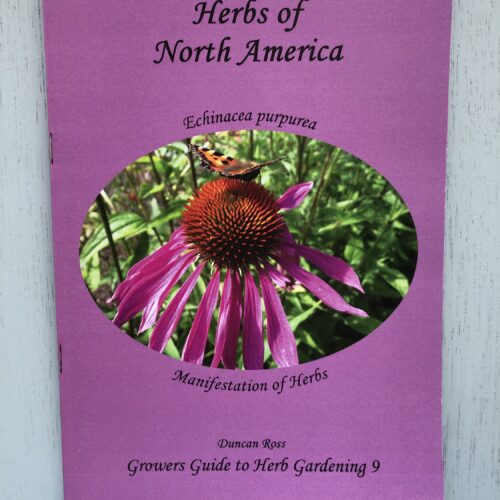 Herbs of
North America
Echinacea purpurea
Manifestation of Herbs
Duncan Ross
Growers Guide to Herb Gardening 9